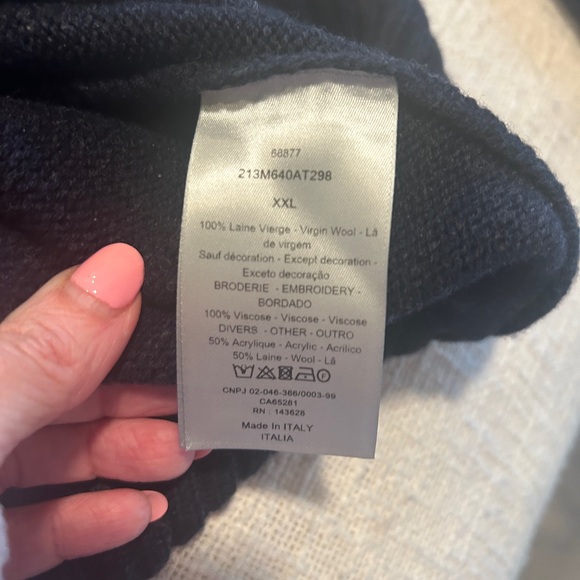 68877
213M640AT298
XXL
100% Laine Vierge - Virgin Wool - Lã
de virgem
Sauf décoration - Except decoration -
Exceto decoração
BRODERIE - EMBROIDERY -
BORDADO
100% Viscose - Viscose - Viscose
DIVERS - OTHER - OUTRO
50% Acrylique - Acrylic - Acrilico
50% Laine - Wool - Lã
CNPJ 02-046-366/0003-99
CA65281
RN : 143628
Made In ITALY
ITALIA